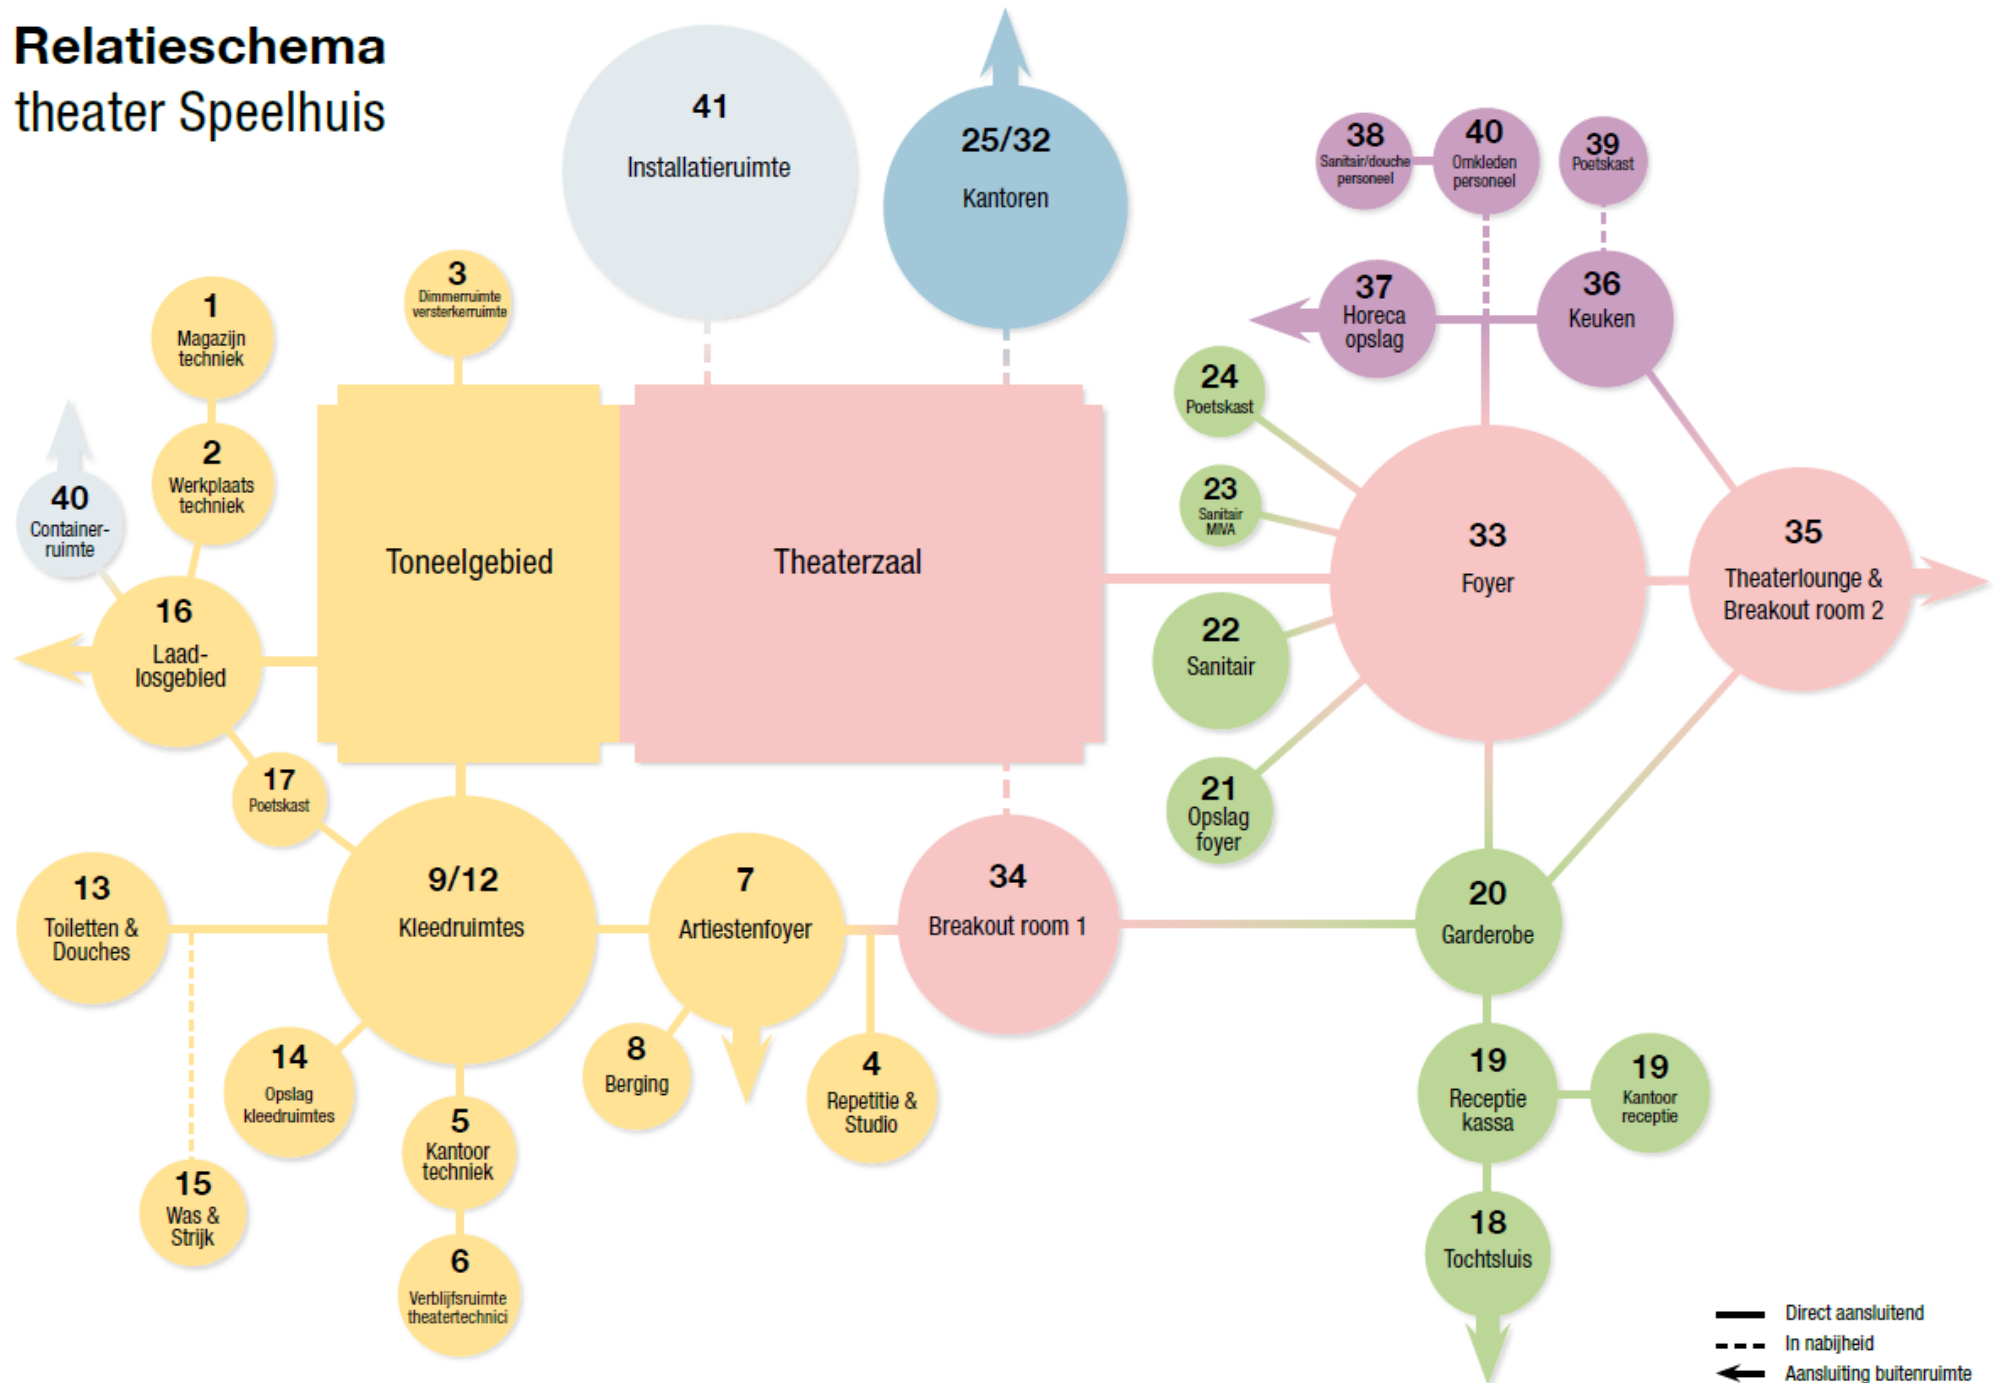 Relatieschema
theater Speelhuis
41
Installatieruimte
25/32
Kantoren
38
Sanitair/douche
personeel
40
Omkleden
personeel
39
Poetskast
3
Dimmerruimte
versterkerruimte
1
Magazijn
techniek
37
Horeca
opslag
36
Keuken
24
Poetskast
2
Werkplaats
techniek
40
Container-
ruimte
23
Sanitair
MIVA
Toneelgebied
Theaterzaal
33
Foyer
35
Theaterlounge &
Breakout room 2
16
Laad-
losgebied
22
Sanitair
17
Poetskast
21
Opslag
foyer
13
Toiletten &
Douches
9/12
Kleedruimtes
7
Artiestenfoyer
34
Breakout room 1
20
Garderobe
14
Opslag
kleedruimtes
8
Berging
4
Repetitie &
Studio
19
Receptie
kassa
19
Kantoor
receptie
5
Kantoor
techniek
15
Was &
Strijk
6
Verblijfsruimte
theatertechnici
18
Tochtsluis
Direct aansluitend
In nabijheid
Aansluiting buitenruimte